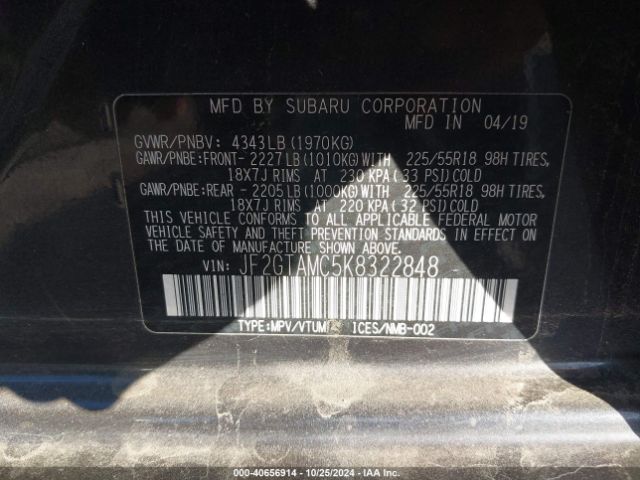 MFD BY SUBARU CORPORATION
MFD IN 04/19
GVWR/PNBV: 4343LB(1970KG)
GAWR/PNBE:FRONT- 2227LB(1010KG)WITH 225/55R18 98H TIRES,
18X7J RIMS AT 230 KPA(33 PSI)COLD
GAWR/PNBE:REAR - 2205LB(1000KG)WITH 225/55R18 98H TIRES,
18X7J RIMS AT 220 KPA(32 PSI)COLD
THIS VEHICLE CONFORMS TO ALL APPLICABLE FEDERAL MOTOR
VEHICLE SAFETY AND THEFT PREVENTION STANDARDS IN EFFECT ON
THE DATE OF MANUFACTURE SHOWN ABOVE.
VIN: JF2GTAMC5K8322848
TYPE:MPV/VTUM ICES/NMB-002
000-40656914 • 10/25/2024 • IAA Inc.